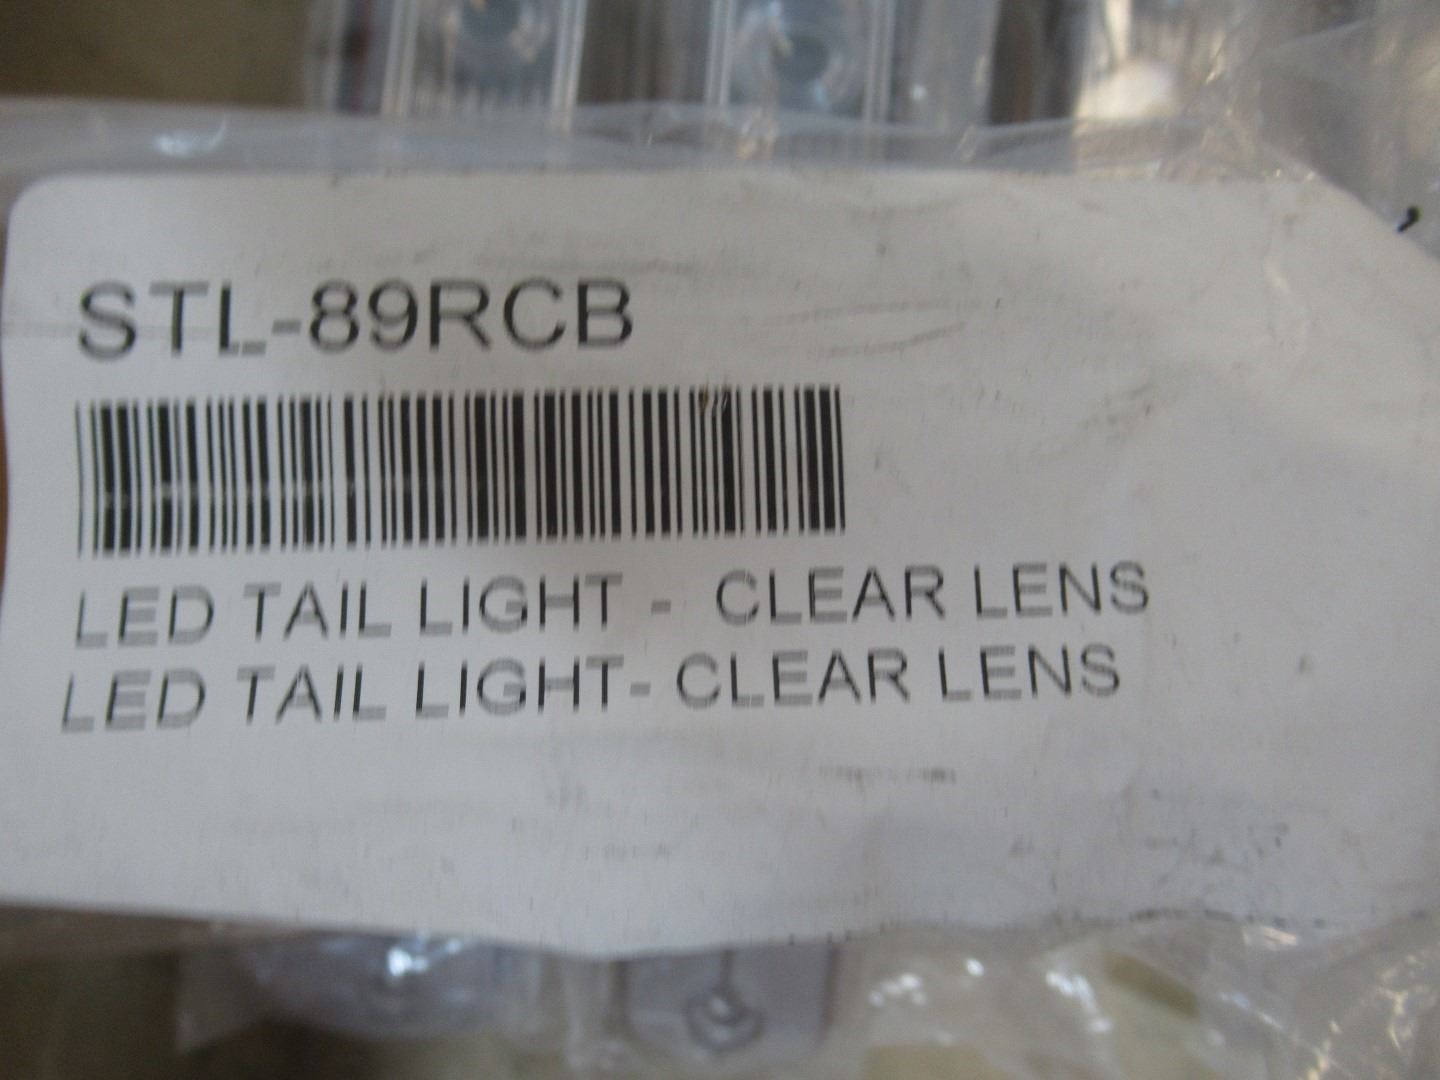 STL-89RCB
LED TAIL LIGHT - CLEAR LENS
LED TAIL LIGHT- CLEAR LENS